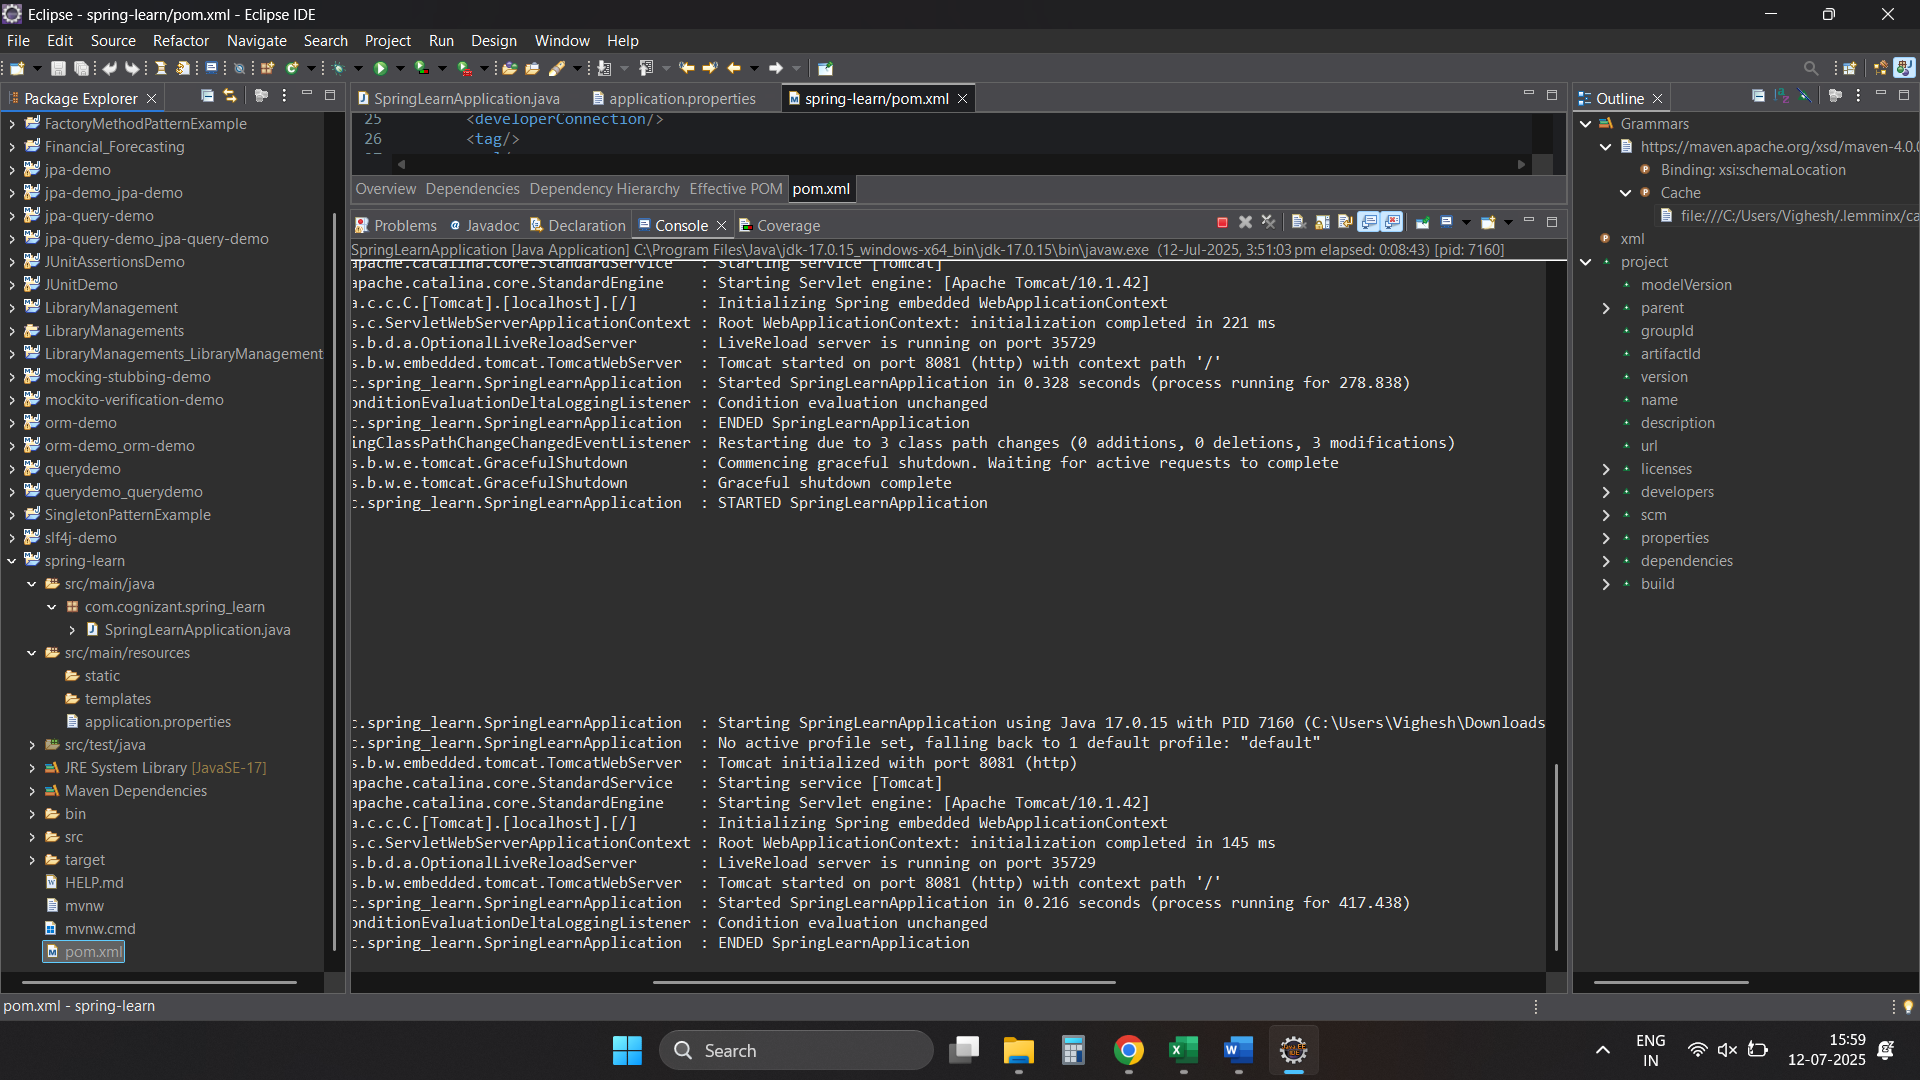 Eclipse - spring-learn/pom.xml - Eclipse IDE
File Edit Source Refactor Navigate Search Project Run Design Window Help
Package Explorer
FactoryMethodPatternExample
Financial_Forecasting
jpa-demo
jpa-demo_jpa-demo
jpa-query-demo
jpa-query-demo_jpa-query-demo
JUnitAssertionsDemo
JUnitDemo
LibraryManagement
LibraryManagements
LibraryManagements_LibraryManagement
mocking-stubbing-demo
mockito-verification-demo
orm-demo
orm-demo_orm-demo
querydemo
querydemo_querydemo
SingletonPatternExample
slf4j-demo
spring-learn
src/main/java
com.cognizant.spring_learn
SpringLearnApplication.java
src/main/resources
static
templates
application.properties
src/test/java
JRE System Library [JavaSE-17]
Maven Dependencies
bin
src
target
HELP.md
mvnw
mvnw.cmd
pom.xml
SpringLearnApplication.java application.properties spring-learn/pom.xml
25 <developerConnection/>
26 <tag/>
Overview Dependencies Dependency Hierarchy Effective POM pom.xml
Problems Javadoc Declaration Console Coverage
SpringLearnApplication [Java Application] C:\Program Files\Java\jdk-17.0.15_windows-x64_bin\jdk-17.0.15\bin\javaw.exe (12-Jul-2025, 3:51:03 pm elapsed: 0:08:43) [pid: 7160]
apache.catalina.core.StandardService : Starting service [Tomcat]
apache.catalina.core.StandardEngine : Starting Servlet engine: [Apache Tomcat/10.1.42]
a.c.c.C.[Tomcat].[localhost].[/] : Initializing Spring embedded WebApplicationContext
s.c.ServletWebServerApplicationContext : Root WebApplicationContext: initialization completed in 221 ms
s.b.d.a.OptionalLiveReloadServer : LiveReload server is running on port 35729
s.b.w.embedded.tomcat.TomcatWebServer : Tomcat started on port 8081 (http) with context path '/'
c.spring_learn.SpringLearnApplication : Started SpringLearnApplication in 0.328 seconds (process running for 278.838)
onditionEvaluationDeltaLoggingListener : Condition evaluation unchanged
c.spring_learn.SpringLearnApplication : ENDED SpringLearnApplication
ingClassPathChangeChangedEventListener : Restarting due to 3 class path changes (0 additions, 0 deletions, 3 modifications)
s.b.w.e.tomcat.GracefulShutdown : Commencing graceful shutdown. Waiting for active requests to complete
s.b.w.e.tomcat.GracefulShutdown : Graceful shutdown complete
c.spring_learn.SpringLearnApplication : STARTED SpringLearnApplication
c.spring_learn.SpringLearnApplication : Starting SpringLearnApplication using Java 17.0.15 with PID 7160 (C:\Users\Vighesh\Downloads
c.spring_learn.SpringLearnApplication : No active profile set, falling back to 1 default profile: "default"
s.b.w.embedded.tomcat.TomcatWebServer : Tomcat initialized with port 8081 (http)
apache.catalina.core.StandardService : Starting service [Tomcat]
apache.catalina.core.StandardEngine : Starting Servlet engine: [Apache Tomcat/10.1.42]
a.c.c.C.[Tomcat].[localhost].[/] : Initializing Spring embedded WebApplicationContext
s.c.ServletWebServerApplicationContext : Root WebApplicationContext: initialization completed in 145 ms
s.b.d.a.OptionalLiveReloadServer : LiveReload server is running on port 35729
s.b.w.embedded.tomcat.TomcatWebServer : Tomcat started on port 8081 (http) with context path '/'
c.spring_learn.SpringLearnApplication : Started SpringLearnApplication in 0.216 seconds (process running for 417.438)
onditionEvaluationDeltaLoggingListener : Condition evaluation unchanged
c.spring_learn.SpringLearnApplication : ENDED SpringLearnApplication
Outline
Grammars
https://maven.apache.org/xsd/maven-4.0.0
Binding: xsi:schemaLocation
Cache
file:///C:/Users/Vighesh/.lemminx/ca
xml
project
modelVersion
parent
groupId
artifactId
version
name
description
url
licenses
developers
scm
properties
dependencies
build
pom.xml - spring-learn
Search
ENG
IN
15:59
12-07-2025